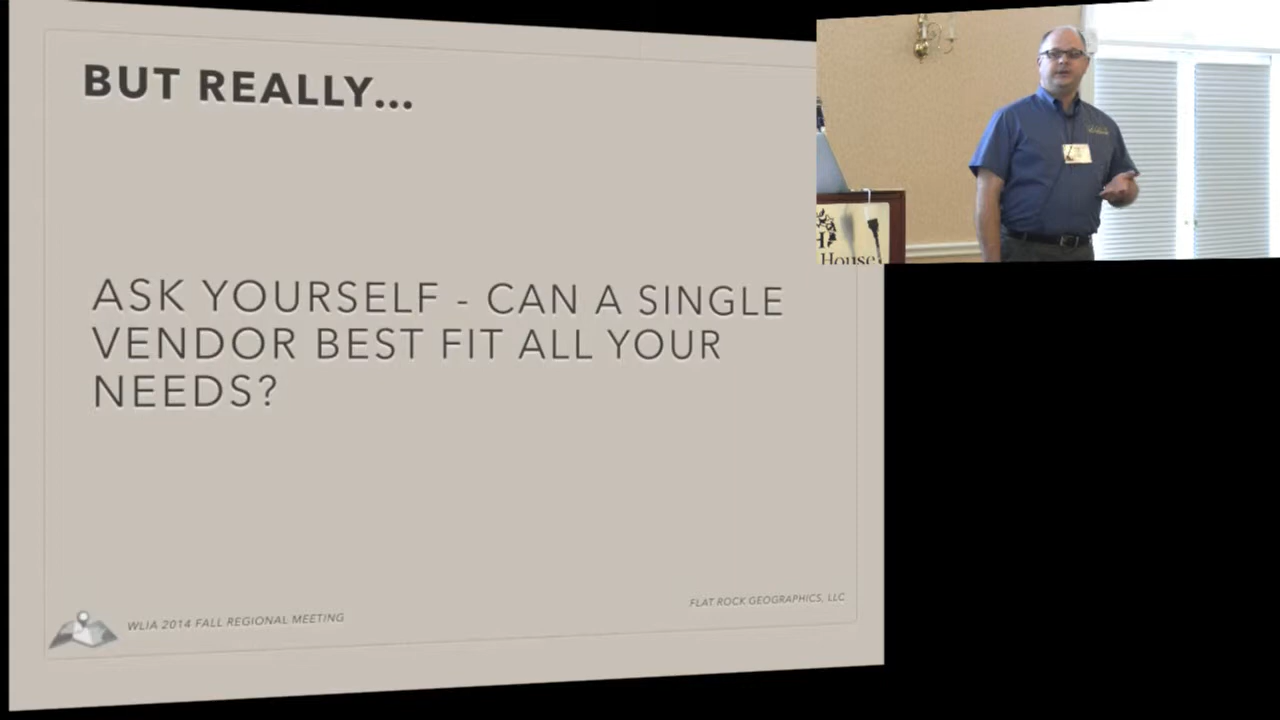 BUT REALLY...
ASK YOURSELF - CAN A SINGLE
VENDOR BEST FIT ALL YOUR
NEEDS?
WLIA 2014 FALL REGIONAL MEETING
FLAT ROCK GEOGRAPHICS, LLC
H
House